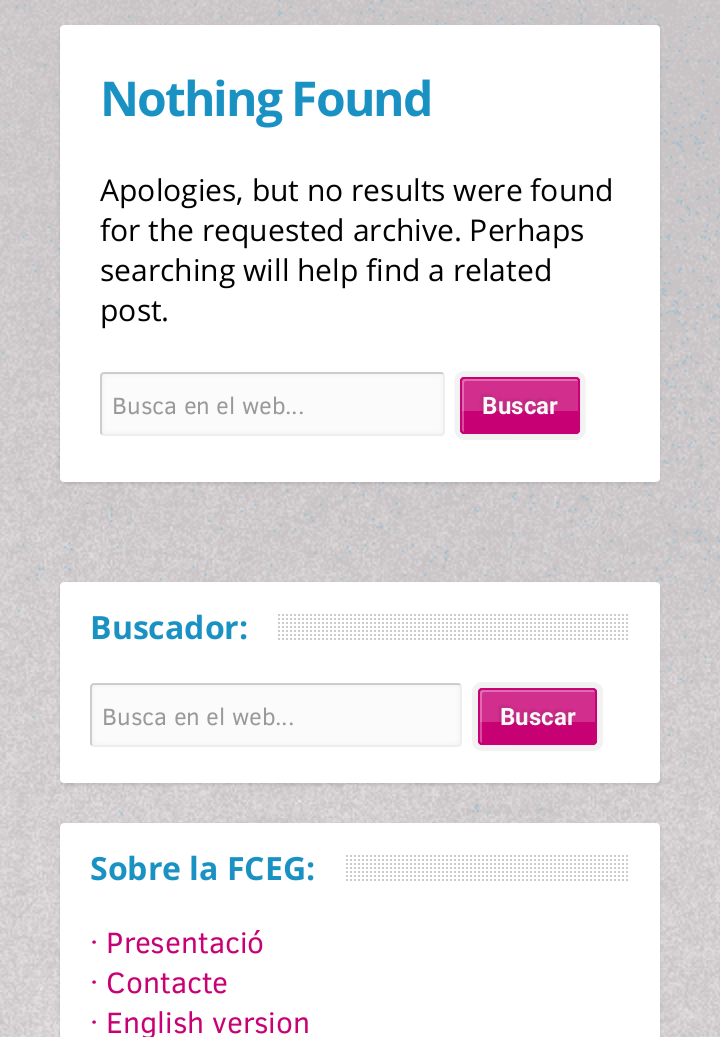 Nothing Found
Apologies, but no results were found
for the requested archive. Perhaps
searching will help find a related
post.
Busca en el web... Buscar
Buscador:
Busca en el web... Buscar
Sobre la FCEG:
· Presentació
· Contacte
· English version